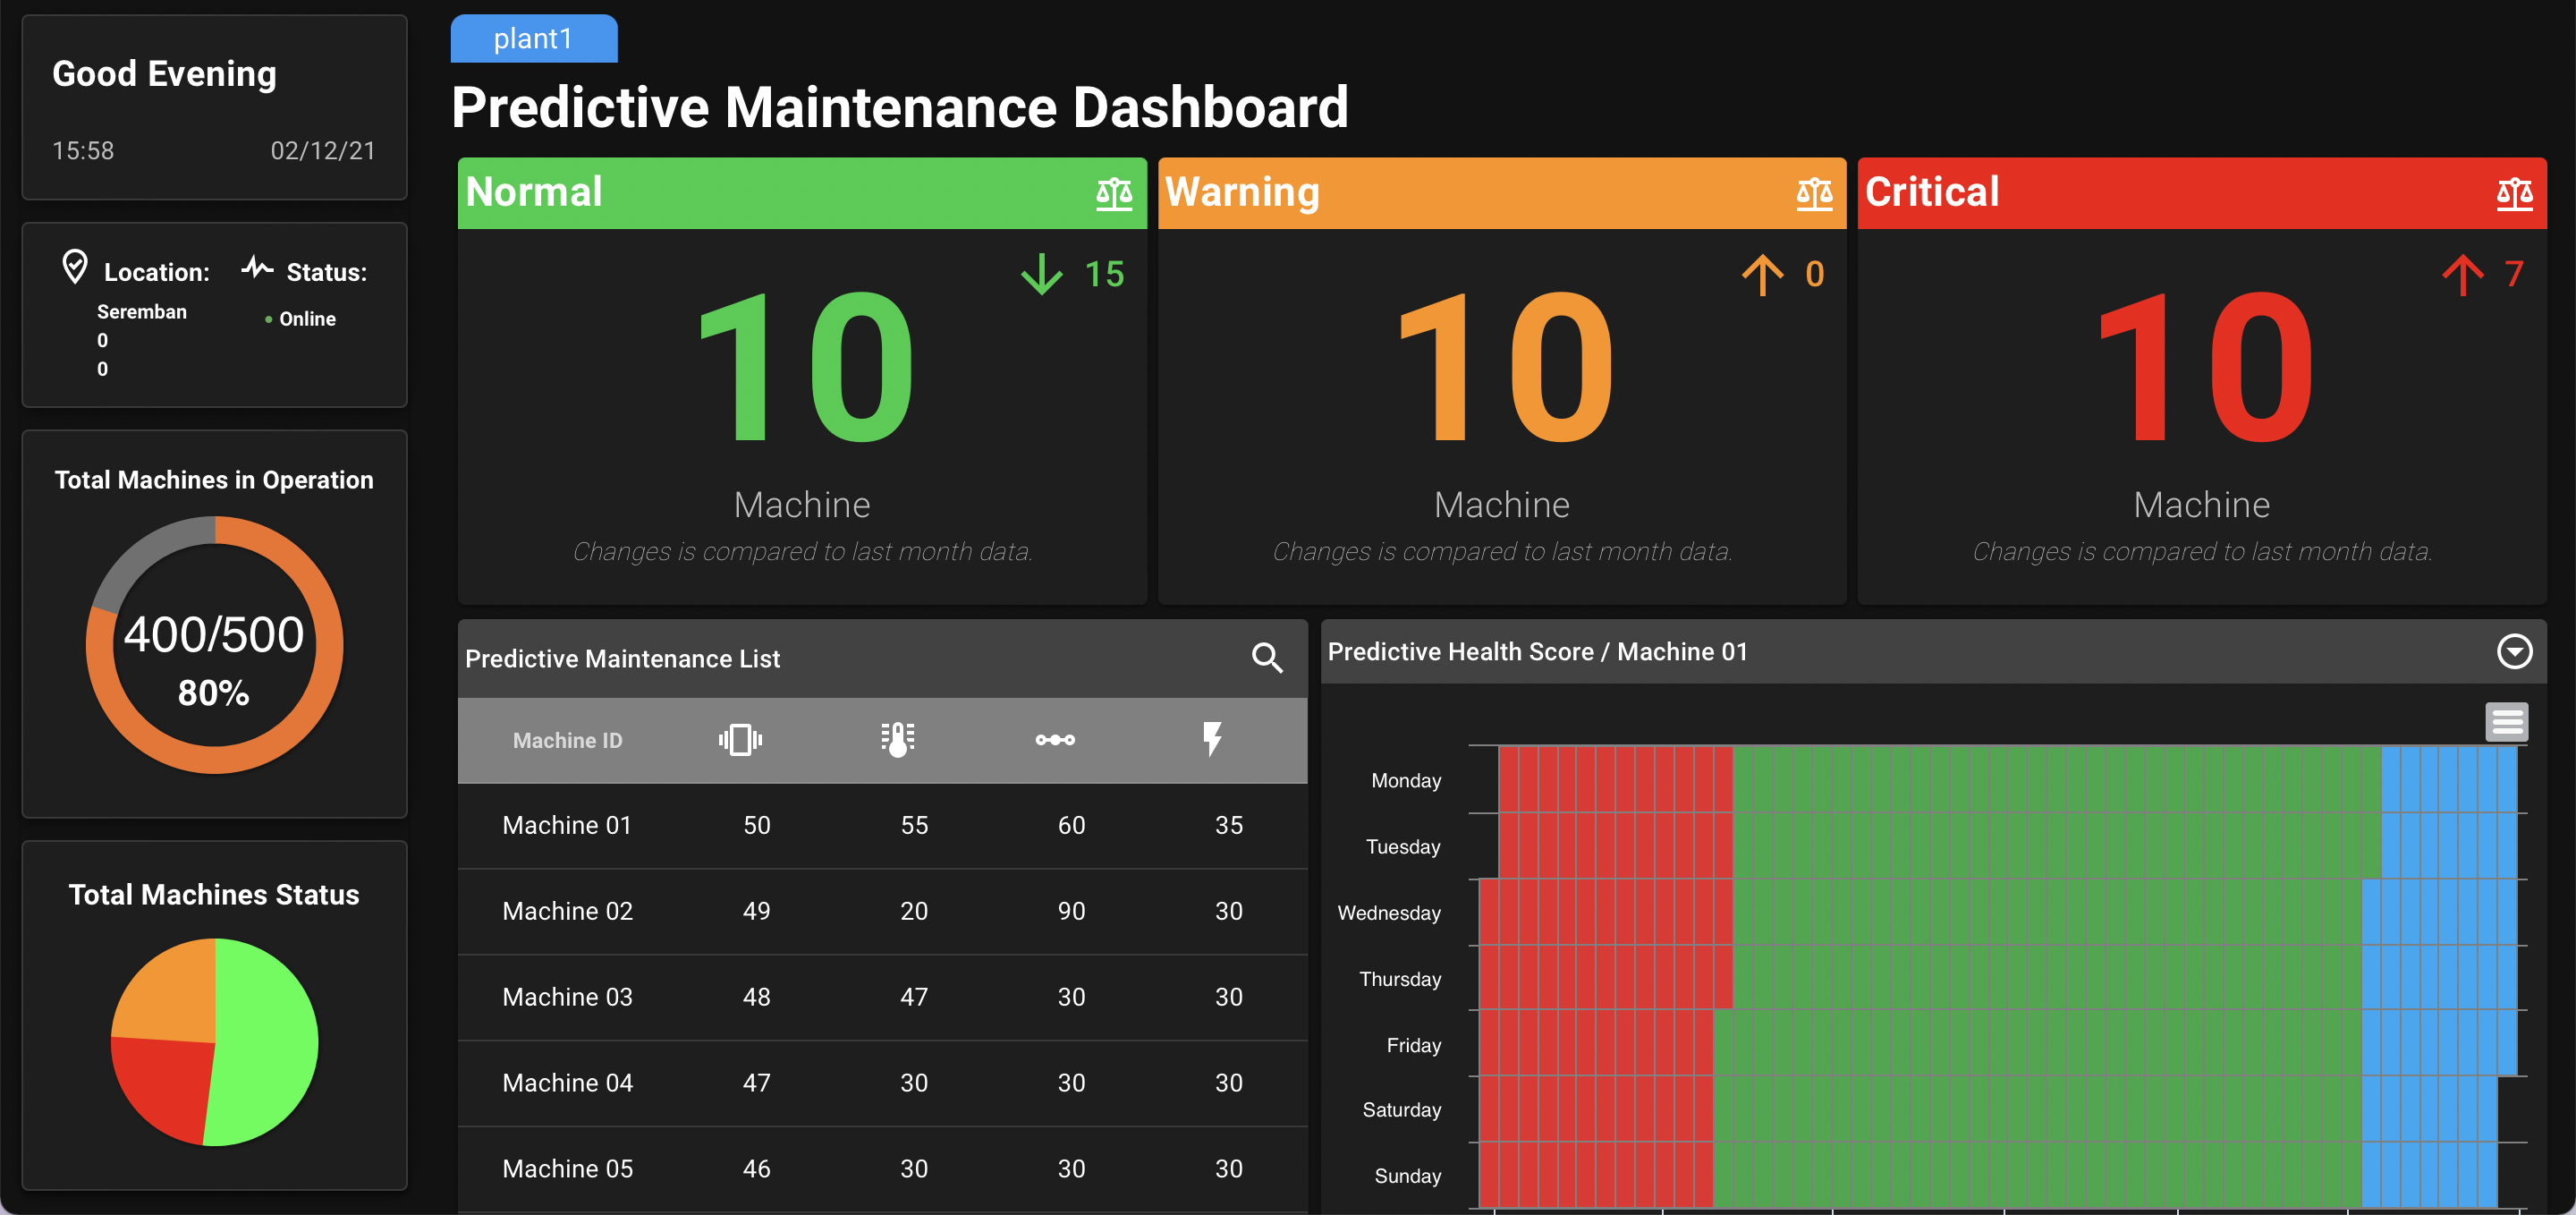 Good Evening
15:58 02/12/21
Location: Status:
Seremban
Online
0
0
Total Machines in Operation
400/500
80%
Total Machines Status
plant1
Predictive Maintenance Dashboard
Normal
15
10
Machine
Changes is compared to last month data.
Warning
0
10
Machine
Changes is compared to last month data.
Critical
7
10
Machine
Changes is compared to last month data.
Predictive Maintenance List
Machine ID
Machine 01 50 55 60 35
Machine 02 49 20 90 30
Machine 03 48 47 30 30
Machine 04 47 30 30 30
Machine 05 46 30 30 30
Predictive Health Score / Machine 01
Monday
Tuesday
Wednesday
Thursday
Friday
Saturday
Sunday